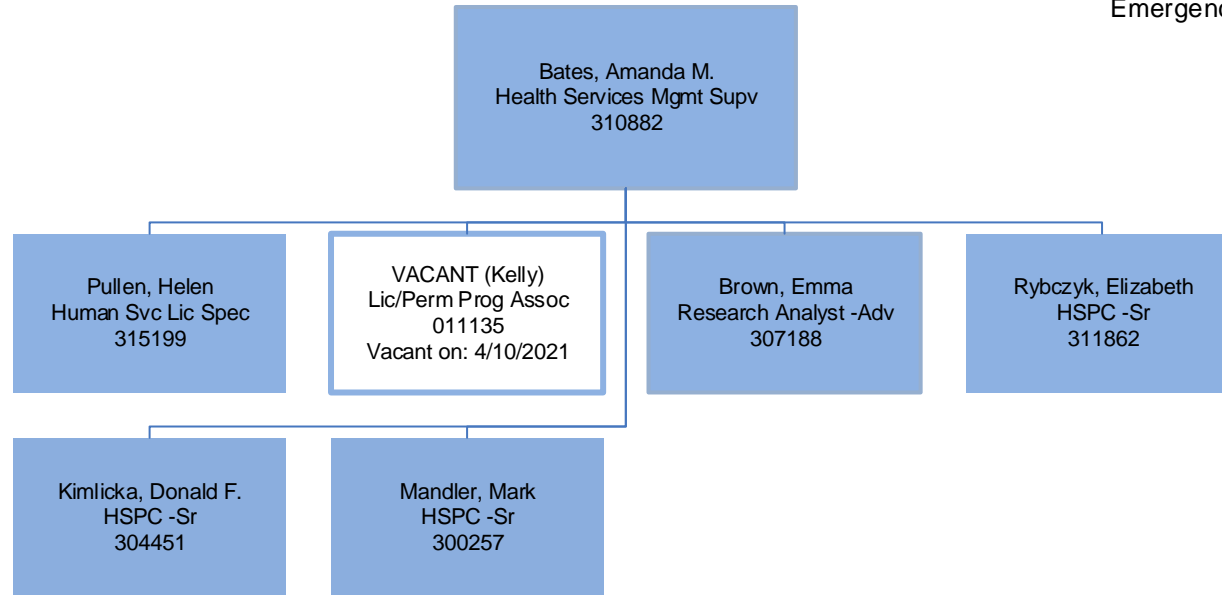 Emergenc
Bates, Amanda M.
Health Services Mgmt Supv
310882
Pullen, Helen
Human Svc Lic Spec
315199
VACANT (Kelly)
Lic/Perm Prog Assoc
011135
Vacant on: 4/10/2021
Brown, Emma
Research Analyst -Adv
307188
Rybczyk, Elizabeth
HSPC -Sr
311862
Kimlicka, Donald F.
HSPC -Sr
304451
Mandler, Mark
HSPC -Sr
300257